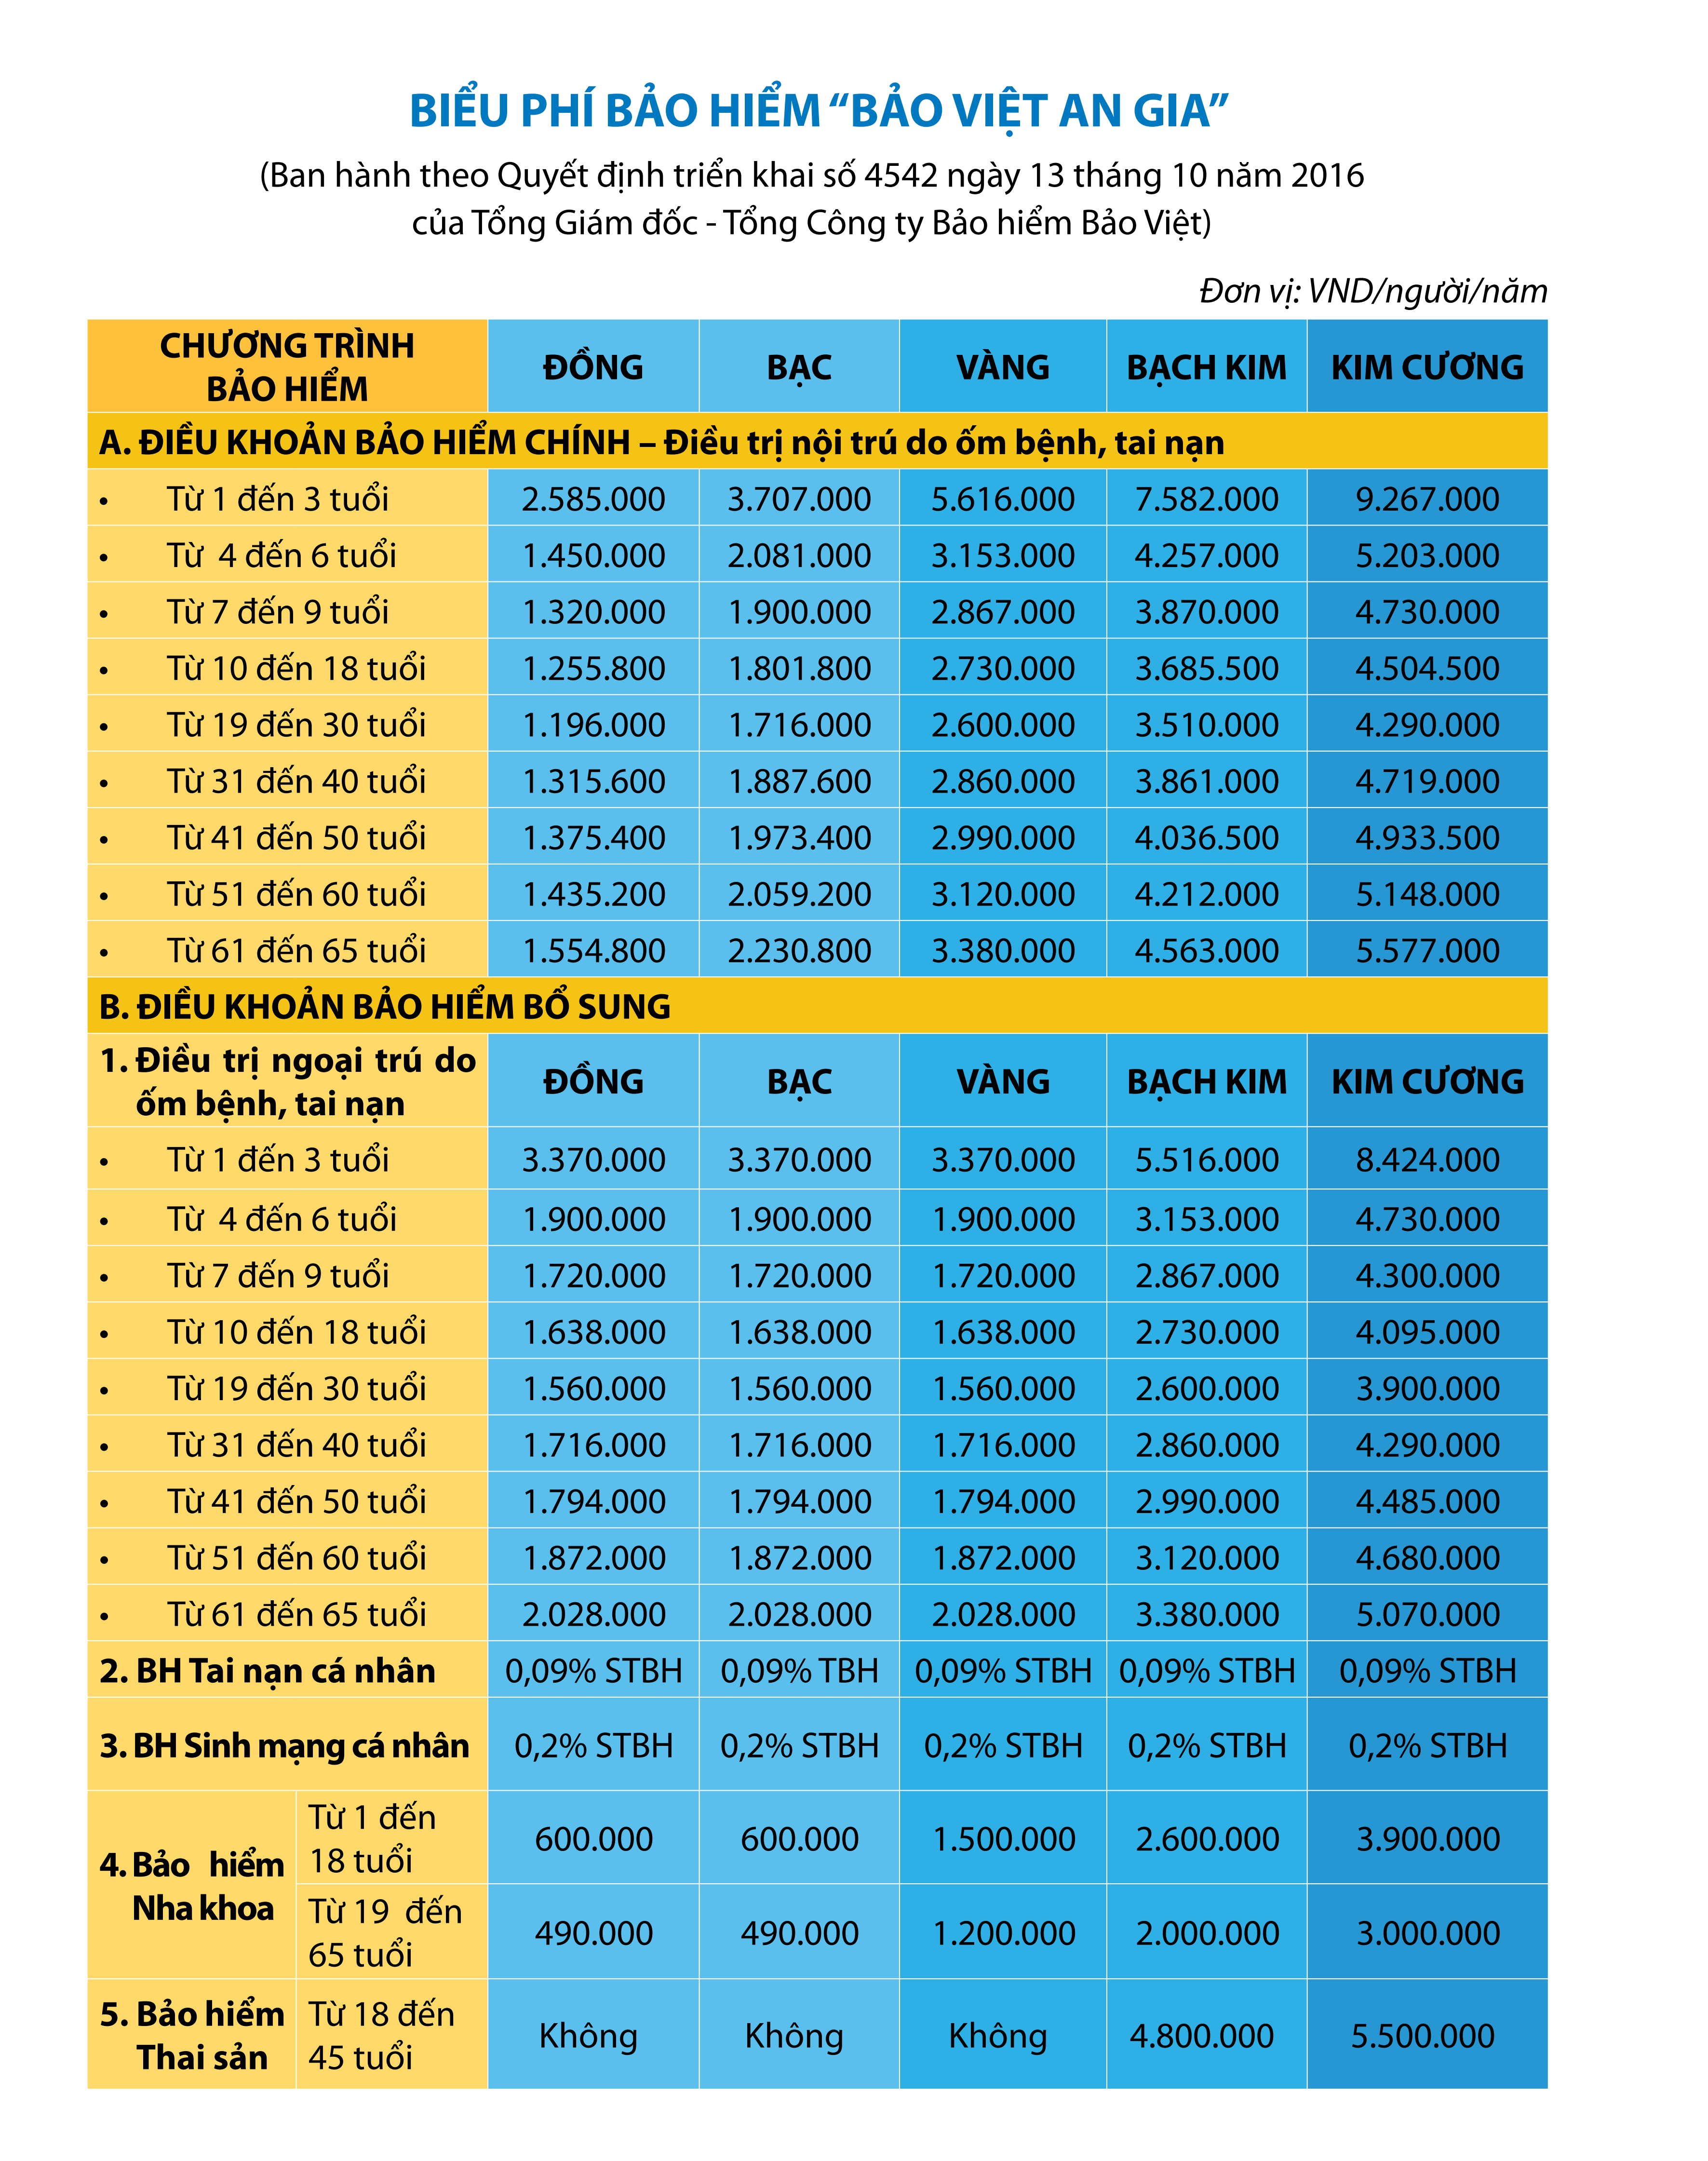 BIỂU PHÍ BẢO HIỂM “BẢO VIỆT AN GIA”
(Ban hành theo Quyết định triển khai số 4542 ngày 13 tháng 10 năm 2016
của Tổng Giám đốc - Tổng Công ty Bảo hiểm Bảo Việt)
Đơn vị: VND/người/năm
CHƯƠNG TRÌNH
BẢO HIỂM ĐỒNG BẠC VÀNG BẠCH KIM KIM CƯƠNG
A. ĐIỀU KHOẢN BẢO HIỂM CHÍNH – Điều trị nội trú do ốm bệnh, tai nạn
• Từ 1 đến 3 tuổi 2.585.000 3.707.000 5.616.000 7.582.000 9.267.000
• Từ 4 đến 6 tuổi 1.450.000 2.081.000 3.153.000 4.257.000 5.203.000
• Từ 7 đến 9 tuổi 1.320.000 1.900.000 2.867.000 3.870.000 4.730.000
• Từ 10 đến 18 tuổi 1.255.800 1.801.800 2.730.000 3.685.500 4.504.500
• Từ 19 đến 30 tuổi 1.196.000 1.716.000 2.600.000 3.510.000 4.290.000
• Từ 31 đến 40 tuổi 1.315.600 1.887.600 2.860.000 3.861.000 4.719.000
• Từ 41 đến 50 tuổi 1.375.400 1.973.400 2.990.000 4.036.500 4.933.500
• Từ 51 đến 60 tuổi 1.435.200 2.059.200 3.120.000 4.212.000 5.148.000
• Từ 61 đến 65 tuổi 1.554.800 2.230.800 3.380.000 4.563.000 5.577.000
B. ĐIỀU KHOẢN BẢO HIỂM BỔ SUNG
1. Điều trị ngoại trú do
ốm bệnh, tai nạn ĐỒNG BẠC VÀNG BẠCH KIM KIM CƯƠNG
• Từ 1 đến 3 tuổi 3.370.000 3.370.000 3.370.000 5.516.000 8.424.000
• Từ 4 đến 6 tuổi 1.900.000 1.900.000 1.900.000 3.153.000 4.730.000
• Từ 7 đến 9 tuổi 1.720.000 1.720.000 1.720.000 2.867.000 4.300.000
• Từ 10 đến 18 tuổi 1.638.000 1.638.000 1.638.000 2.730.000 4.095.000
• Từ 19 đến 30 tuổi 1.560.000 1.560.000 1.560.000 2.600.000 3.900.000
• Từ 31 đến 40 tuổi 1.716.000 1.716.000 1.716.000 2.860.000 4.290.000
• Từ 41 đến 50 tuổi 1.794.000 1.794.000 1.794.000 2.990.000 4.485.000
• Từ 51 đến 60 tuổi 1.872.000 1.872.000 1.872.000 3.120.000 4.680.000
• Từ 61 đến 65 tuổi 2.028.000 2.028.000 2.028.000 3.380.000 5.070.000
2. BH Tai nạn cá nhân 0,09% STBH 0,09% TBH 0,09% STBH 0,09% STBH 0,09% STBH
3. BH Sinh mạng cá nhân 0,2% STBH 0,2% STBH 0,2% STBH 0,2% STBH 0,2% STBH
4. Bảo hiểm
Nha khoa
Từ 1 đến
18 tuổi 600.000 600.000 1.500.000 2.600.000 3.900.000
Từ 19 đến
65 tuổi 490.000 490.000 1.200.000 2.000.000 3.000.000
5. Bảo hiểm
Thai sản
Từ 18 đến
45 tuổi Không Không Không 4.800.000 5.500.000